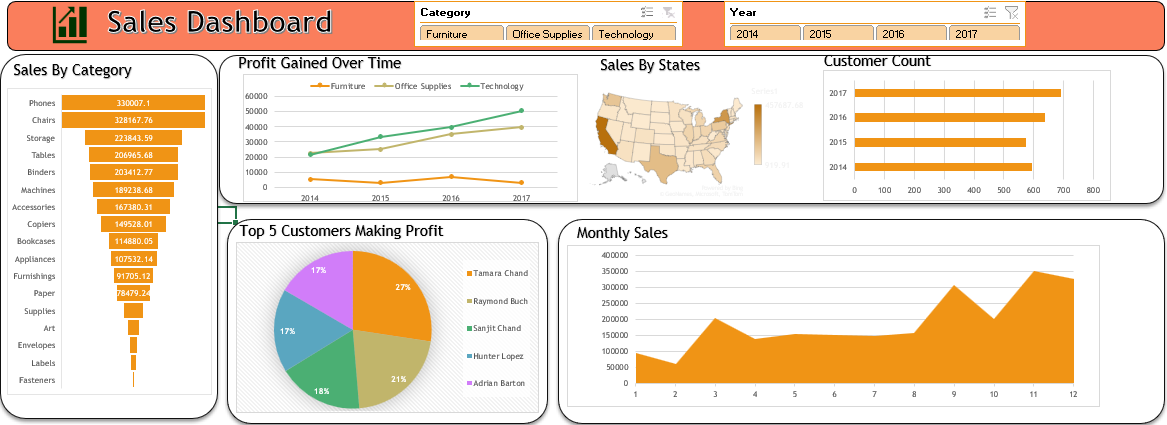 Sales Dashboard
Category
Furniture
Office Supplies
Technology
Year
2014
2015
2016
2017
Sales By Category
Phones 330007.1
Chairs 328167.76
Storage 223843.59
Tables 206965.68
Binders 203412.77
Machines 189238.68
Accessories 167380.31
Copiers 149528.01
Bookcases 114880.05
Appliances 107532.14
Furnishings 91705.12
Paper 78479.24
Supplies
Art
Envelopes
Labels
Fasteners
Profit Gained Over Time
Furniture Office Supplies Technology
60000
50000
40000
30000
20000
10000
0
2014 2015 2016 2017
Sales By States
Customer Count
2017
2016
2015
2014
0 100 200 300 400 500 600 700 800
Top 5 Customers Making Profit
27%
21%
18%
17%
17%
Tamara Chand
Raymond Buch
Sanjit Chand
Hunter Lopez
Adrian Barton
Monthly Sales
400000
350000
300000
250000
200000
150000
100000
50000
0
1 2 3 4 5 6 7 8 9 10 11 12